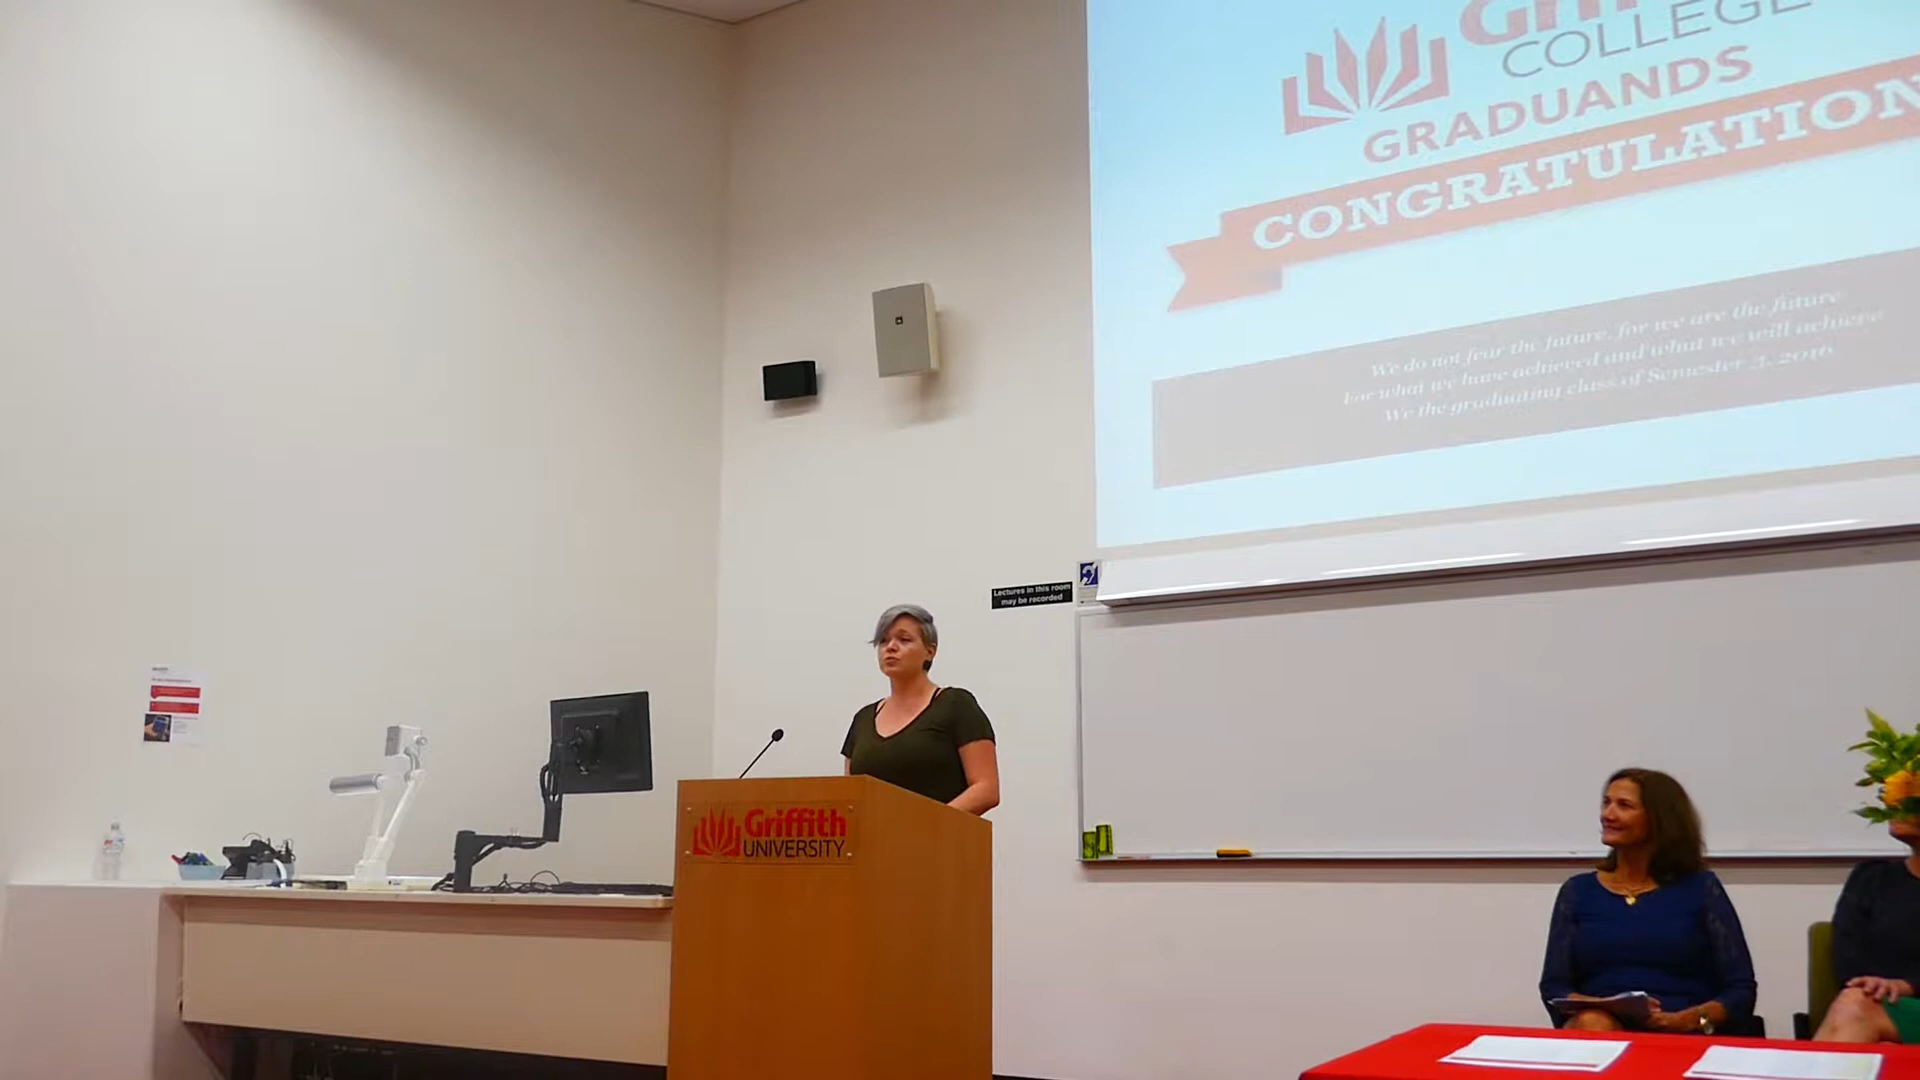 Griffith
COLLEGE
GRADUANDS
CONGRATULATION
We do not fear the future, for we are the future
For what we have achieved and what we will achieve
We the graduating class of Semester 3, 2016
Lectures in this room
may be recorded
Griffith
UNIVERSITY